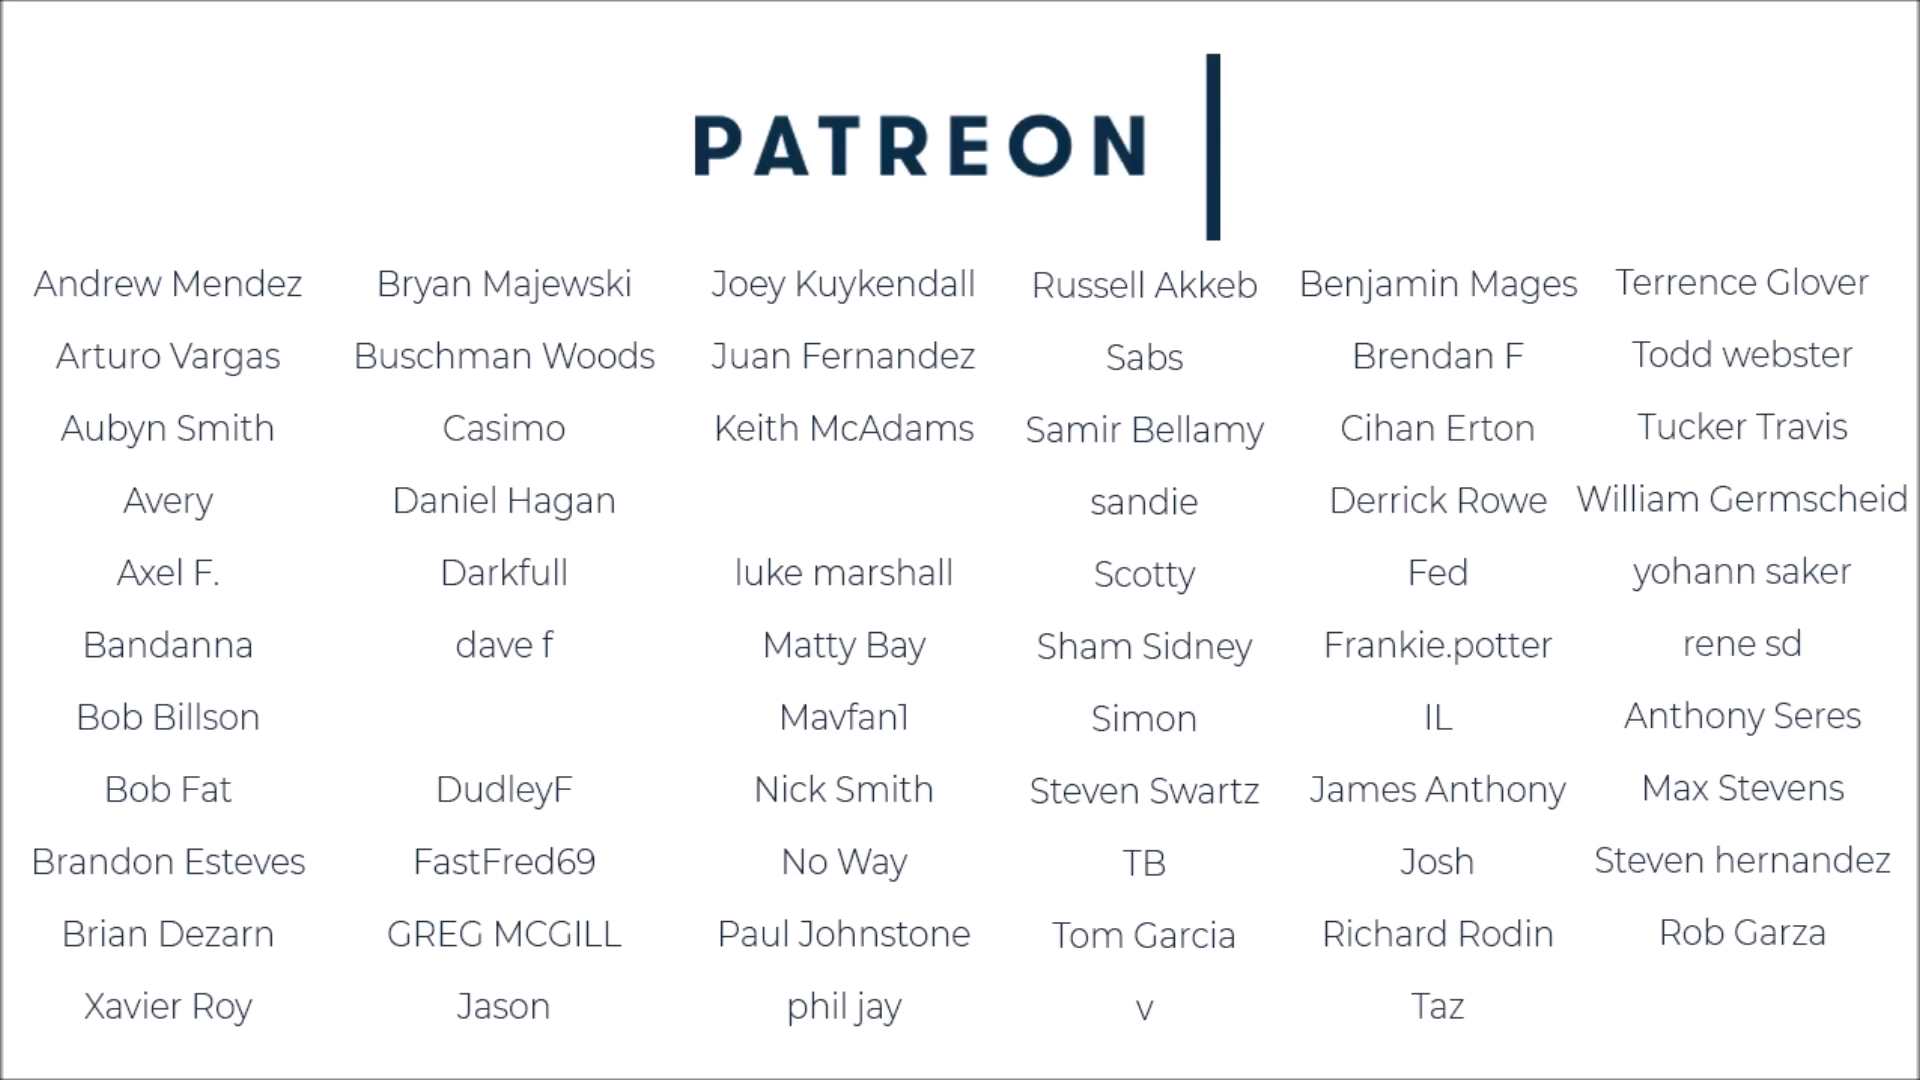 PATREON
Andrew Mendez Bryan Majewski Joey Kuykendall Russell Akkeb Benjamin Mages Terrence Glover
Arturo Vargas Buschman Woods Juan Fernandez Sabs Brendan F Todd webster
Aubyn Smith Casimo Keith McAdams Samir Bellamy Cihan Erton Tucker Travis
Avery Daniel Hagan sandie Derrick Rowe William Germscheid
Axel F. Darkfull luke marshall Scotty Fed yohann saker
Bandanna dave f Matty Bay Sham Sidney Frankie.potter rene sd
Bob Billson Mavfan1 Simon IL Anthony Seres
Bob Fat DudleyF Nick Smith Steven Swartz James Anthony Max Stevens
Brandon Esteves FastFred69 No Way TB Josh Steven hernandez
Brian Dezarn GREG MCGILL Paul Johnstone Tom Garcia Richard Rodin Rob Garza
Xavier Roy Jason phil jay v Taz